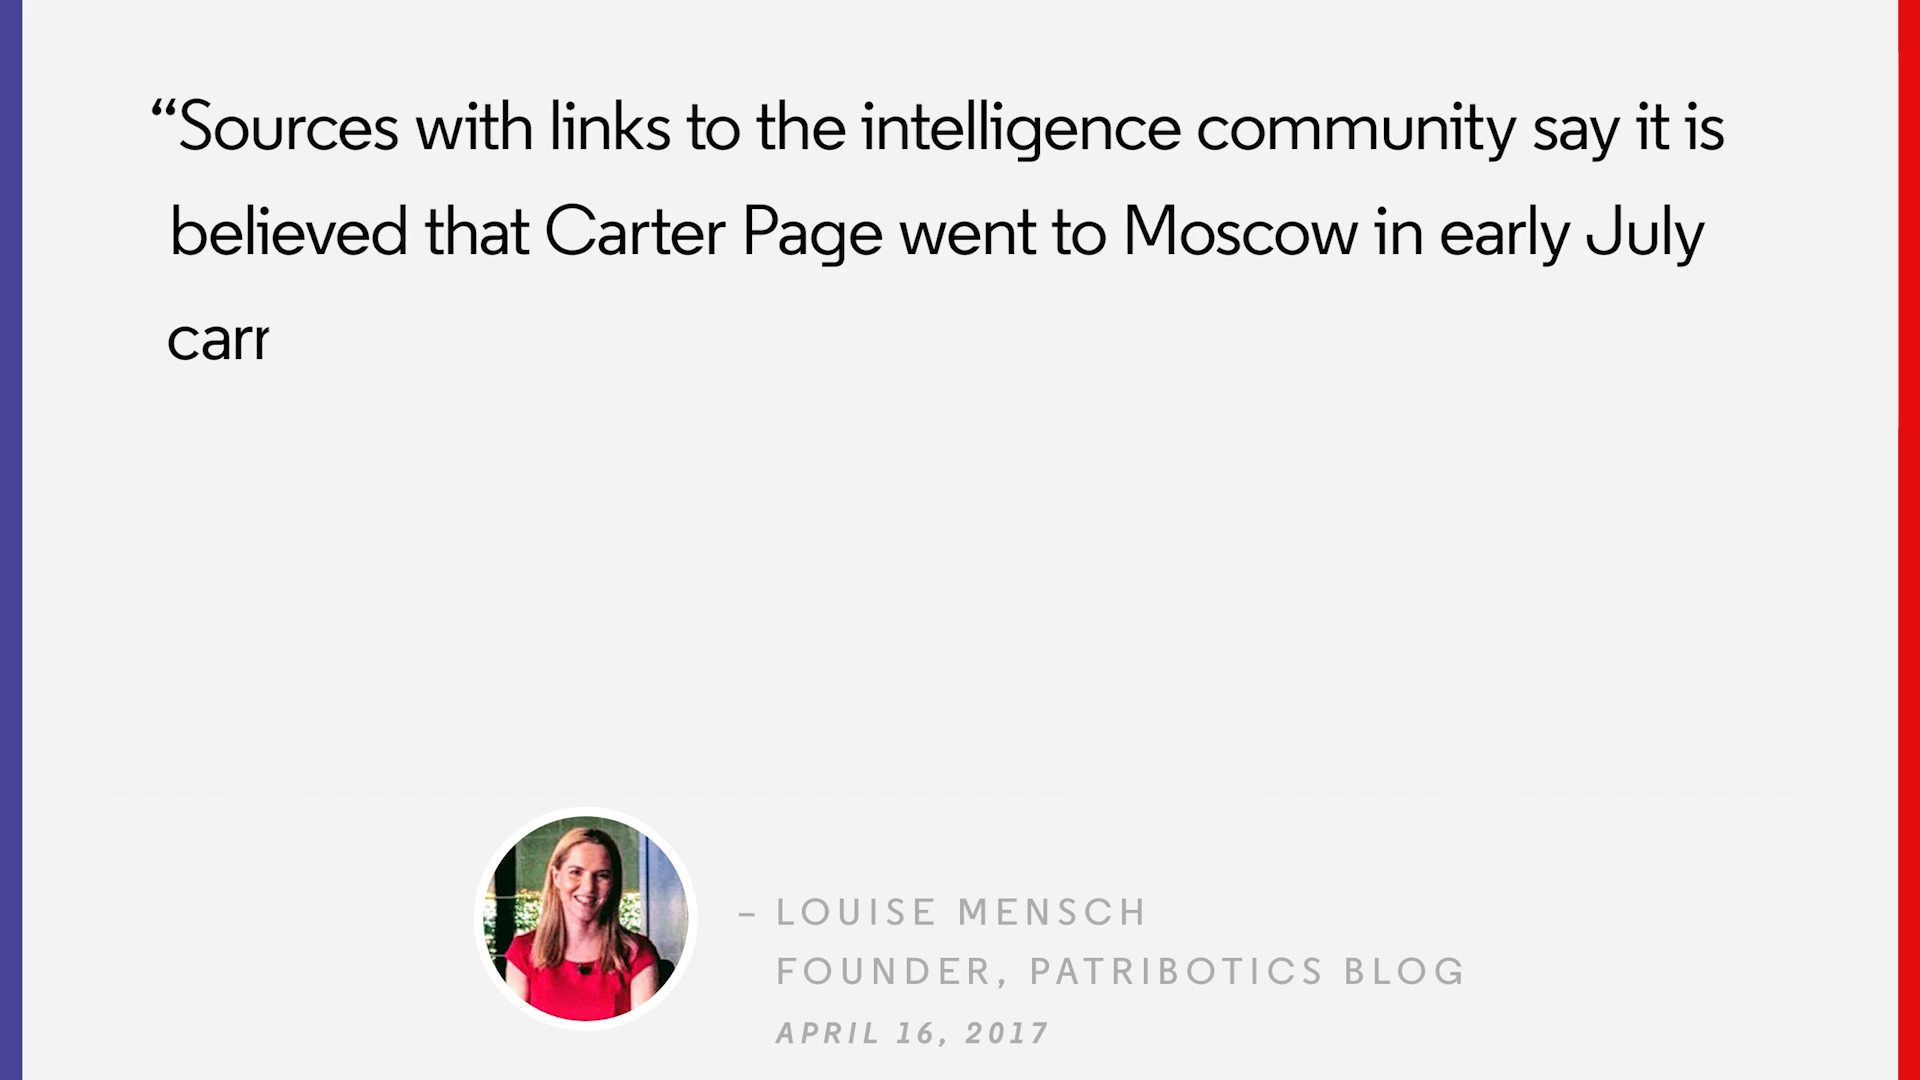 “Sources with links to the intelligence community say it is
believed that Carter Page went to Moscow in early July
carr
– LOUISE MENSCH
FOUNDER, PATRIBOTICS BLOG
APRIL 16, 2017